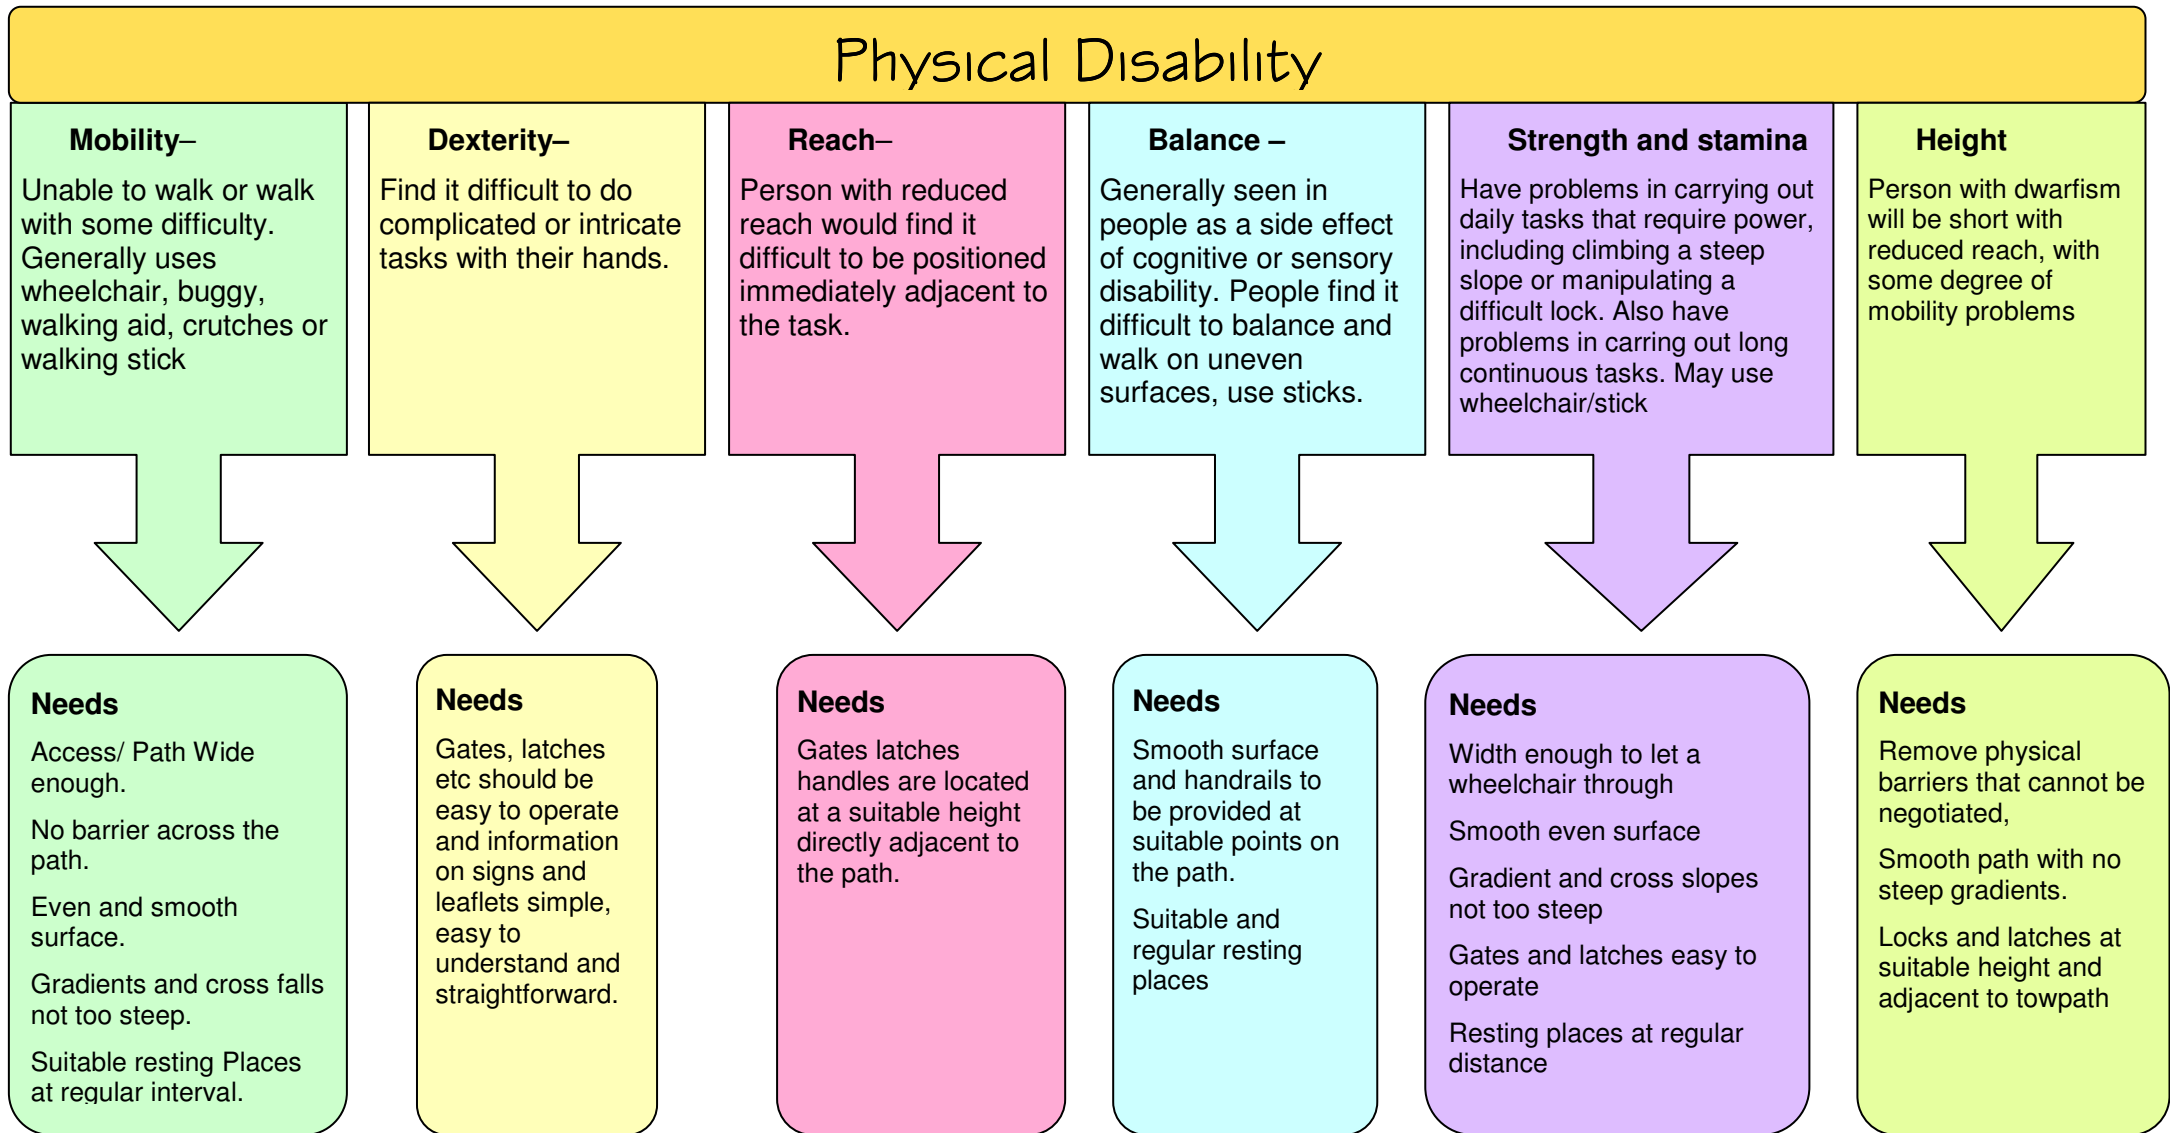 Physical Disability
Mobility–
Unable to walk or walk
with some difficulty.
Generally uses
wheelchair, buggy,
walking aid, crutches or
walking stick
Dexterity–
Find it difficult to do
complicated or intricate
tasks with their hands.
Reach–
Person with reduced
reach would find it
difficult to be positioned
immediately adjacent to
the task.
Balance –
Generally seen in
people as a side effect
of cognitive or sensory
disability. People find it
difficult to balance and
walk on uneven
surfaces, use sticks.
Strength and stamina
Have problems in carrying out
daily tasks that require power,
including climbing a steep
slope or manipulating a
difficult lock. Also have
problems in carring out long
continuous tasks. May use
wheelchair/stick
Height
Person with dwarfism
will be short with
reduced reach, with
some degree of
mobility problems
Needs
Access/ Path Wide
enough.
No barrier across the
path.
Even and smooth
surface.
Gradients and cross falls
not too steep.
Suitable resting Places
at regular interval.
Needs
Gates, latches
etc should be
easy to operate
and information
on signs and
leaflets simple,
easy to
understand and
straightforward.
Needs
Gates latches
handles are located
at a suitable height
directly adjacent to
the path.
Needs
Smooth surface
and handrails to
be provided at
suitable points on
the path.
Suitable and
regular resting
places
Needs
Width enough to let a
wheelchair through
Smooth even surface
Gradient and cross slopes
not too steep
Gates and latches easy to
operate
Resting places at regular
distance
Needs
Remove physical
barriers that cannot be
negotiated,
Smooth path with no
steep gradients.
Locks and latches at
suitable height and
adjacent to towpath